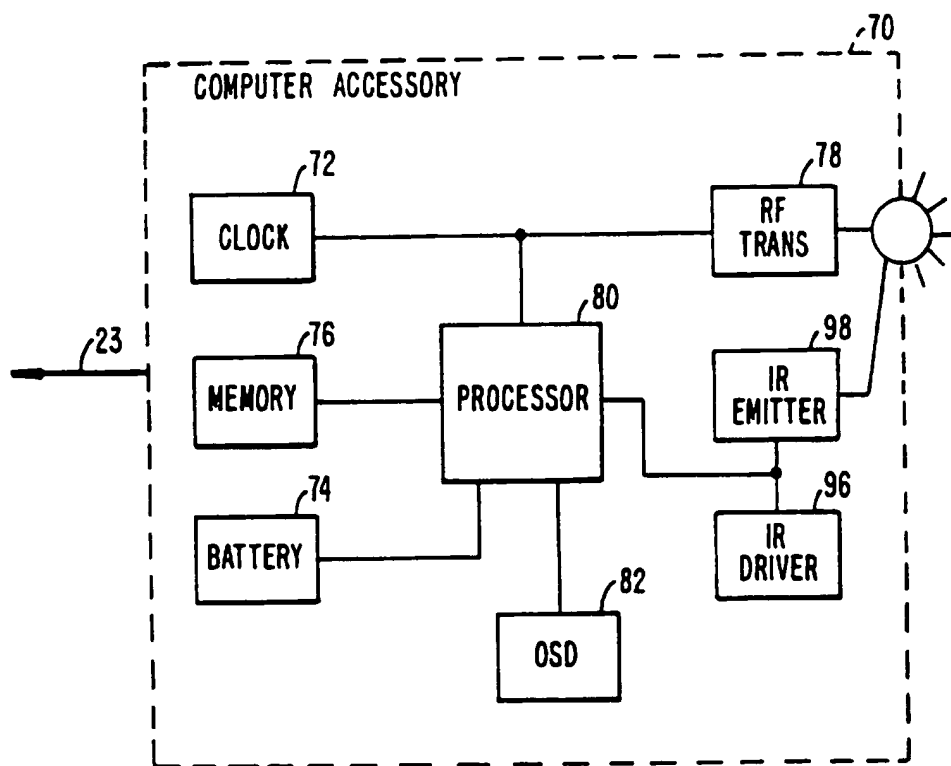 70
COMPUTER ACCESSORY
72
CLOCK
78
RF
TRANS
80
PROCESSOR
23
76
MEMORY
98
IR
EMITTER
74
BATTERY
96
IR
DRIVER
82
OSD